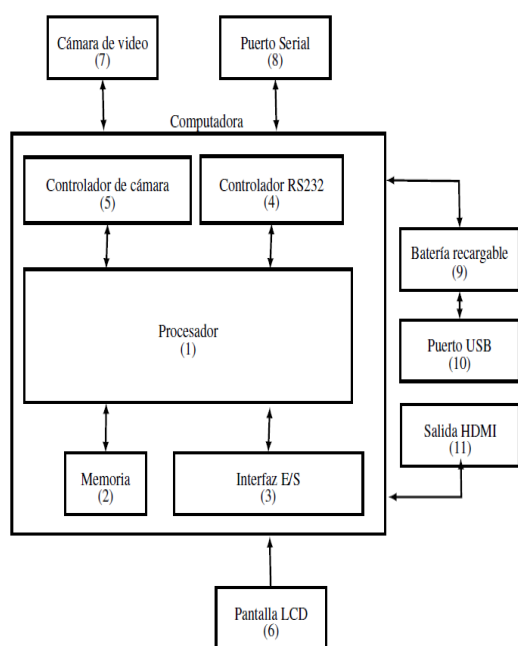 Cámara de video
(7)
Puerto Serial
(8)
Computadora
Controlador de cámara
(5)
Controlador RS232
(4)
Batería recargable
(9)
Procesador
(1)
Puerto USB
(10)
Salida HDMI
(11)
Memoria
(2)
Interfaz E/S
(3)
Pantalla LCD
(6)